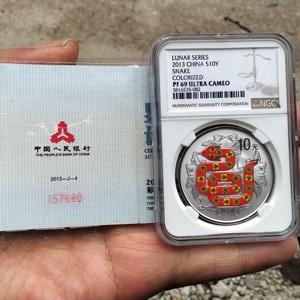 中国人民银行
THE PEOPLE'S BANK OF CHINA
2013-J-4
157680
LUNAR SERIES
2013 CHINA S10Y
SNAKE
COLORIZED
PF 69 ULTRA CAMEO
NUMISMATIC GUARANTY CORPORATION
NGC
10元